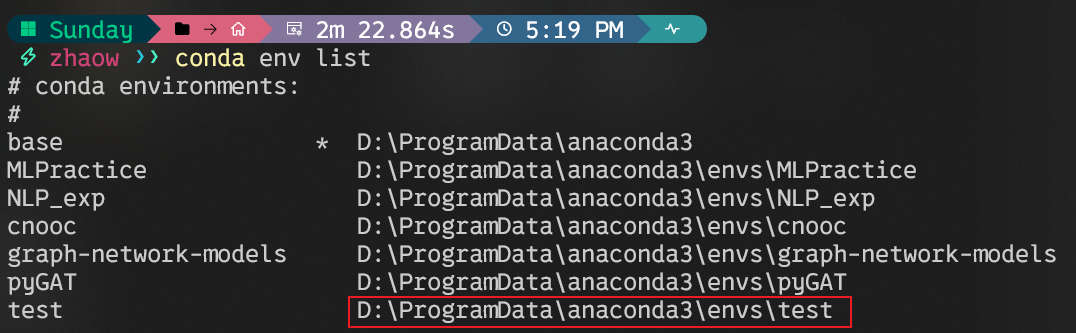 Sunday 2m 22.864s 5:19 PM
zhaow ❯❯ conda env list
# conda environments:
#
base * D:\ProgramData\anaconda3
MLPractice D:\ProgramData\anaconda3\envs\MLPractice
NLP_exp D:\ProgramData\anaconda3\envs\NLP_exp
cnooc D:\ProgramData\anaconda3\envs\cnooc
graph-network-models D:\ProgramData\anaconda3\envs\graph-network-models
pyGAT D:\ProgramData\anaconda3\envs\pyGAT
test D:\ProgramData\anaconda3\envs\test